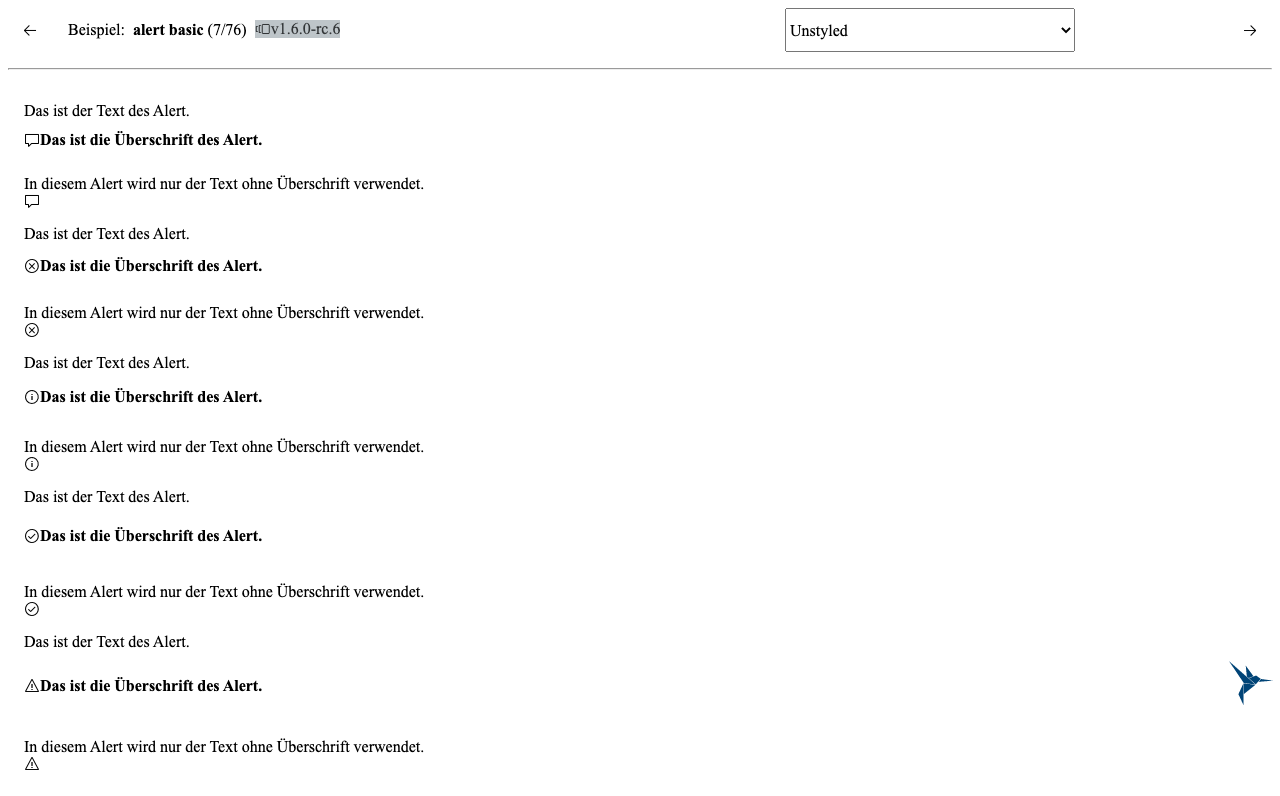 Beispiel: alert basic (7/76) v1.6.0-rc.6
Unstyled
Das ist der Text des Alert.
Das ist die Überschrift des Alert.
In diesem Alert wird nur der Text ohne Überschrift verwendet.
Das ist der Text des Alert.
Das ist die Überschrift des Alert.
In diesem Alert wird nur der Text ohne Überschrift verwendet.
Das ist der Text des Alert.
Das ist die Überschrift des Alert.
In diesem Alert wird nur der Text ohne Überschrift verwendet.
Das ist der Text des Alert.
Das ist die Überschrift des Alert.
In diesem Alert wird nur der Text ohne Überschrift verwendet.
Das ist der Text des Alert.
Das ist die Überschrift des Alert.
In diesem Alert wird nur der Text ohne Überschrift verwendet.